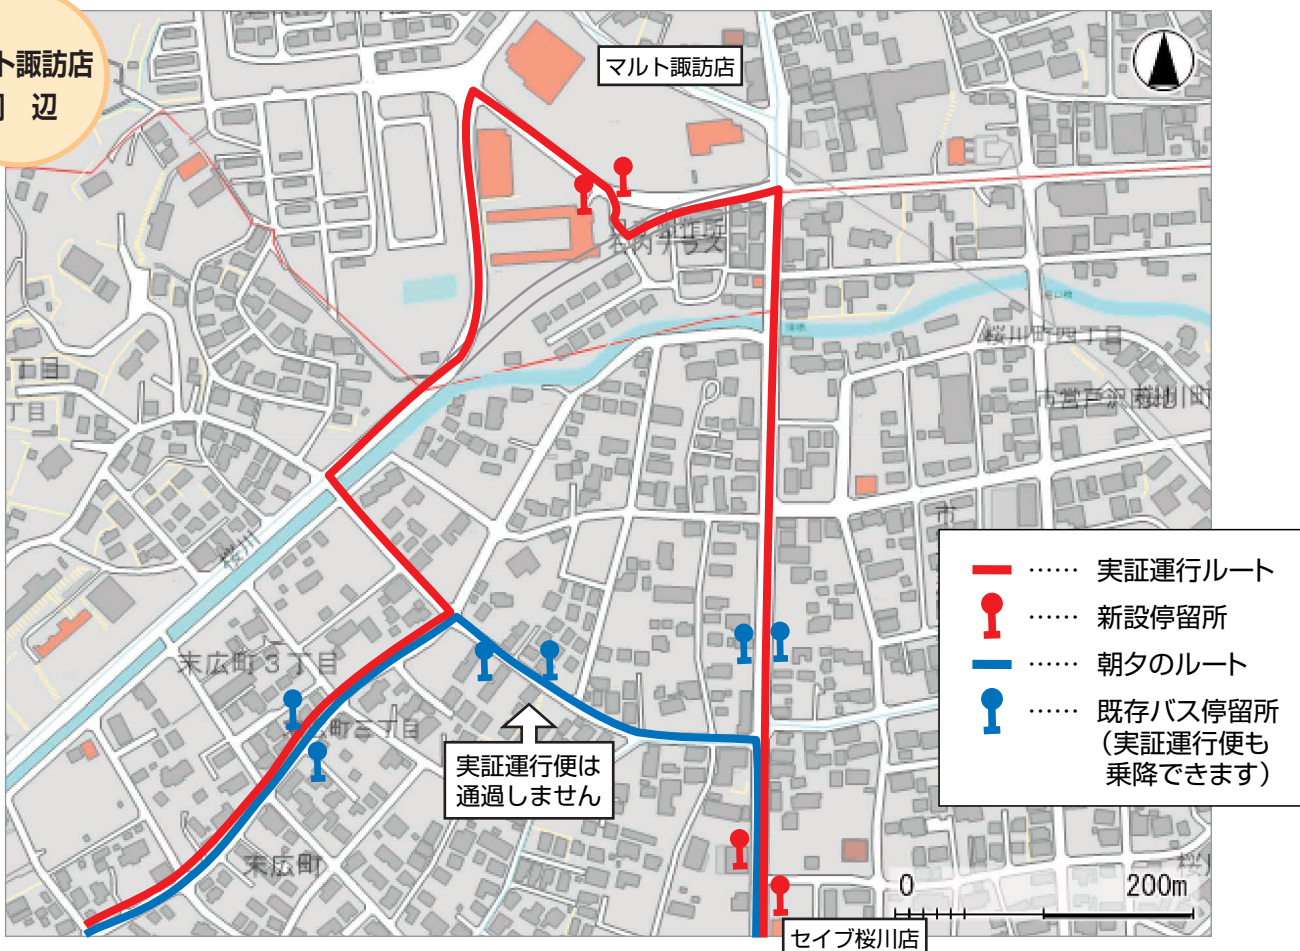 ト諏訪店
辺
マルト諏訪店
桜川町四丁目
丁目
丁目
桜川
市
末広町3丁目
末広町三丁目
末広町
実証運行便は
通過しません
実証運行ルート
新設停留所
朝夕のルート
既存バス停留所
(実証運行便も
乗降できます)
0 200m
セイブ桜川店